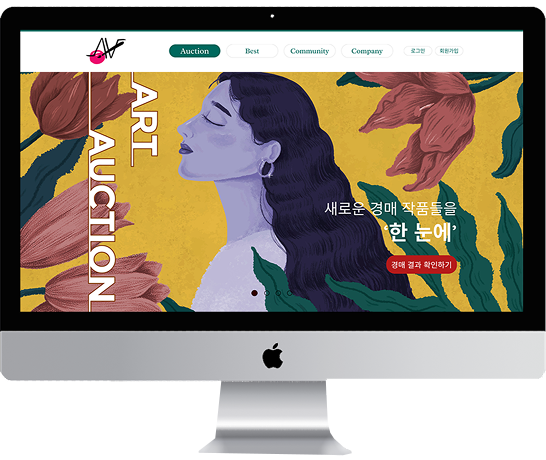 Auction
Best
Community
Company
로그인
회원가입
ART
AUCTION
새로운 경매 작품들을
‘한 눈에’
경매 결과 확인하기